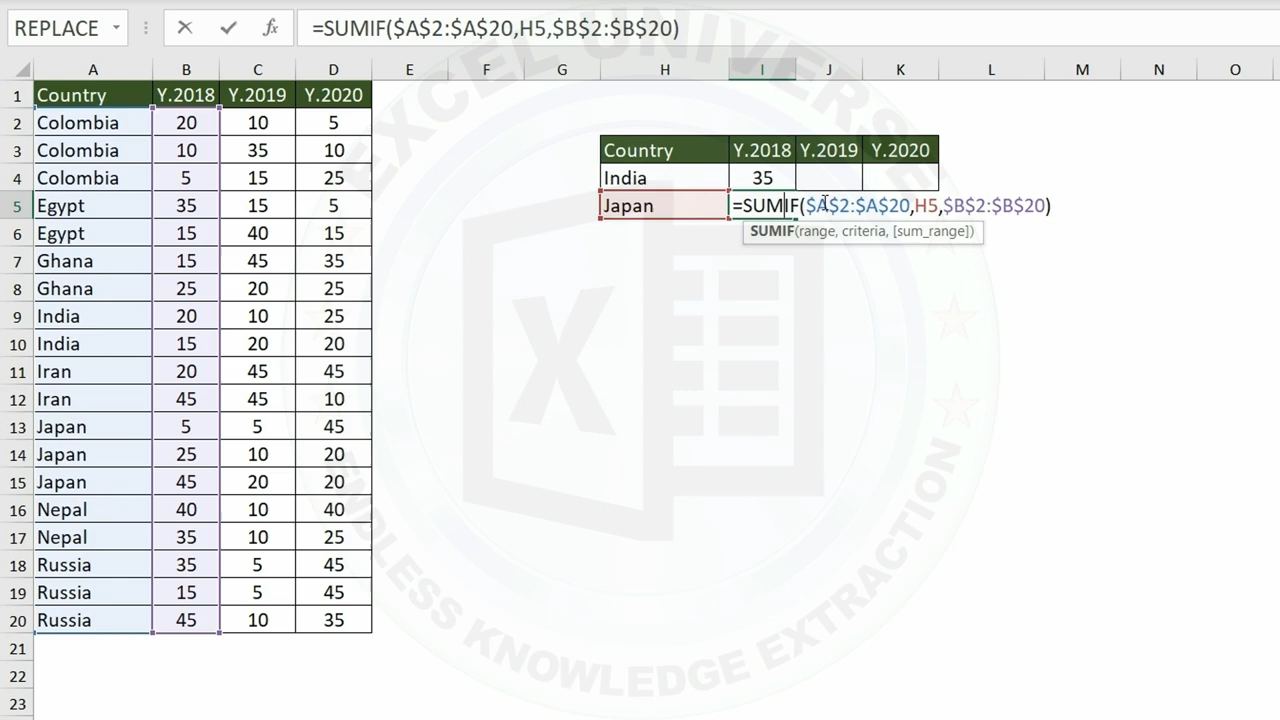 REPLACE fx =SUMIF($A$2:$A$20,H5,$B$2:$B$20)
A B C D E F G H I J K L M N O
1 Country Y.2018 Y.2019 Y.2020
2 Colombia 20 10 5
3 Colombia 10 35 10 Country Y.2018 Y.2019 Y.2020
4 Colombia 5 15 25 India 35
5 Egypt 35 15 5 Japan =SUMIF($A$2:$A$20,H5,$B$2:$B$20)
6 Egypt 15 40 15 SUMIF(range, criteria, [sum_range])
7 Ghana 15 45 35
8 Ghana 25 20 25
9 India 20 10 25
10 India 15 20 20
11 Iran 20 45 45
12 Iran 45 45 10
13 Japan 5 5 45
14 Japan 25 10 20
15 Japan 45 20 20
16 Nepal 40 10 40
17 Nepal 35 10 25
18 Russia 35 5 45
19 Russia 15 5 45
20 Russia 45 10 35
21
22
23
EXCEL UNIVERSE
X
ENDLESS KNOWLEDGE EXTRACTION